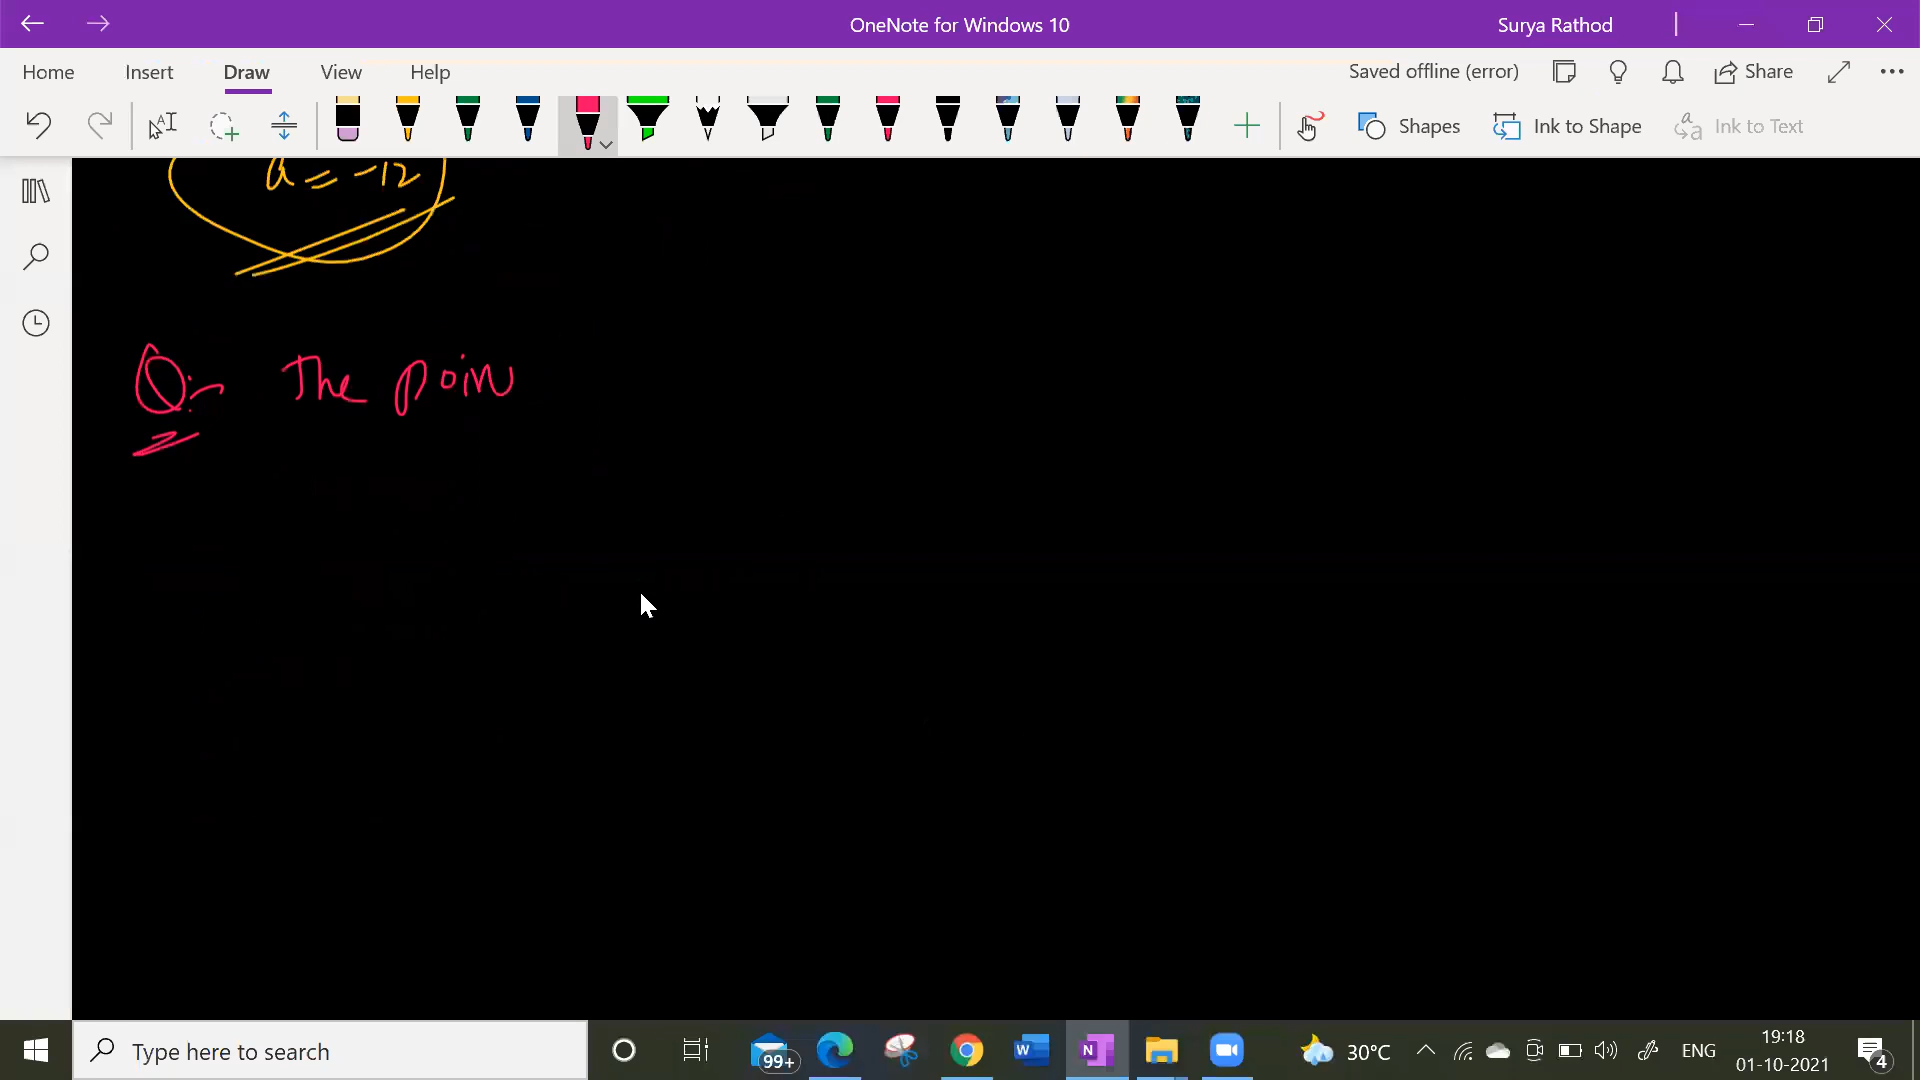 OneNote for Windows 10
Surya Rathod
Home Insert Draw View Help
Saved offline (error) Share
Shapes Ink to Shape Ink to Text
a = -12
Q:- The poin
Type here to search
99+
30°C
ENG
19:18
01-10-2021
4